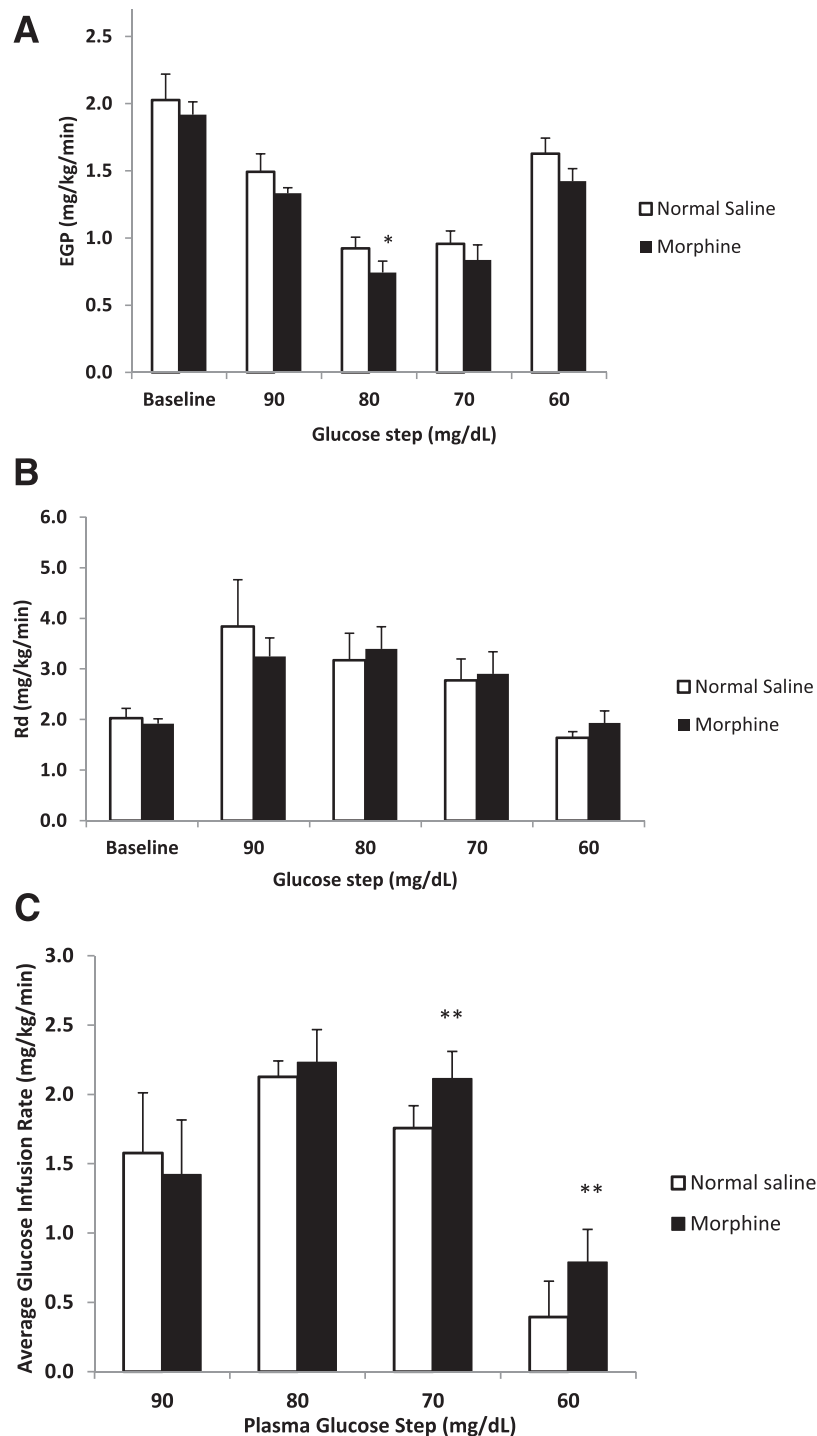 A
EGP (mg/kg/min)
2.5
2.0
1.5
1.0
0.5
0.0
*
Normal Saline
Morphine
Baseline 90 80 70 60
Glucose step (mg/dL)
B
Rd (mg/kg/min)
6.0
5.0
4.0
3.0
2.0
1.0
0.0
Normal Saline
Morphine
Baseline 90 80 70 60
Glucose step (mg/dL)
C
Average Glucose Infusion Rate (mg/kg/min)
3.0
2.5
2.0
1.5
1.0
0.5
0.0
**
**
Normal saline
Morphine
90 80 70 60
Plasma Glucose Step (mg/dL)